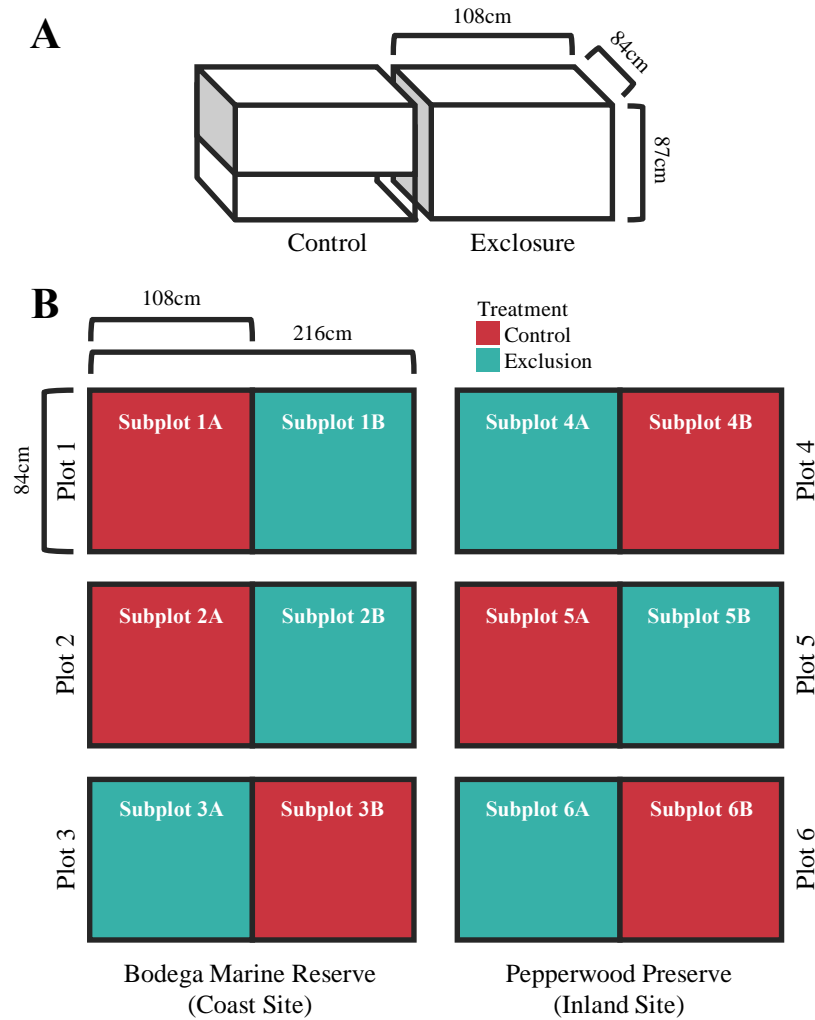 A
108cm
84cm
87cm
Control
Exclosure
B
108cm
216cm
Treatment
Control
Exclusion
84cm
Plot 1
Subplot 1A
Subplot 1B
Subplot 4A
Subplot 4B
Plot 4
Plot 2
Subplot 2A
Subplot 2B
Subplot 5A
Subplot 5B
Plot 5
Plot 3
Subplot 3A
Subplot 3B
Subplot 6A
Subplot 6B
Plot 6
Bodega Marine Reserve
(Coast Site)
Pepperwood Preserve
(Inland Site)